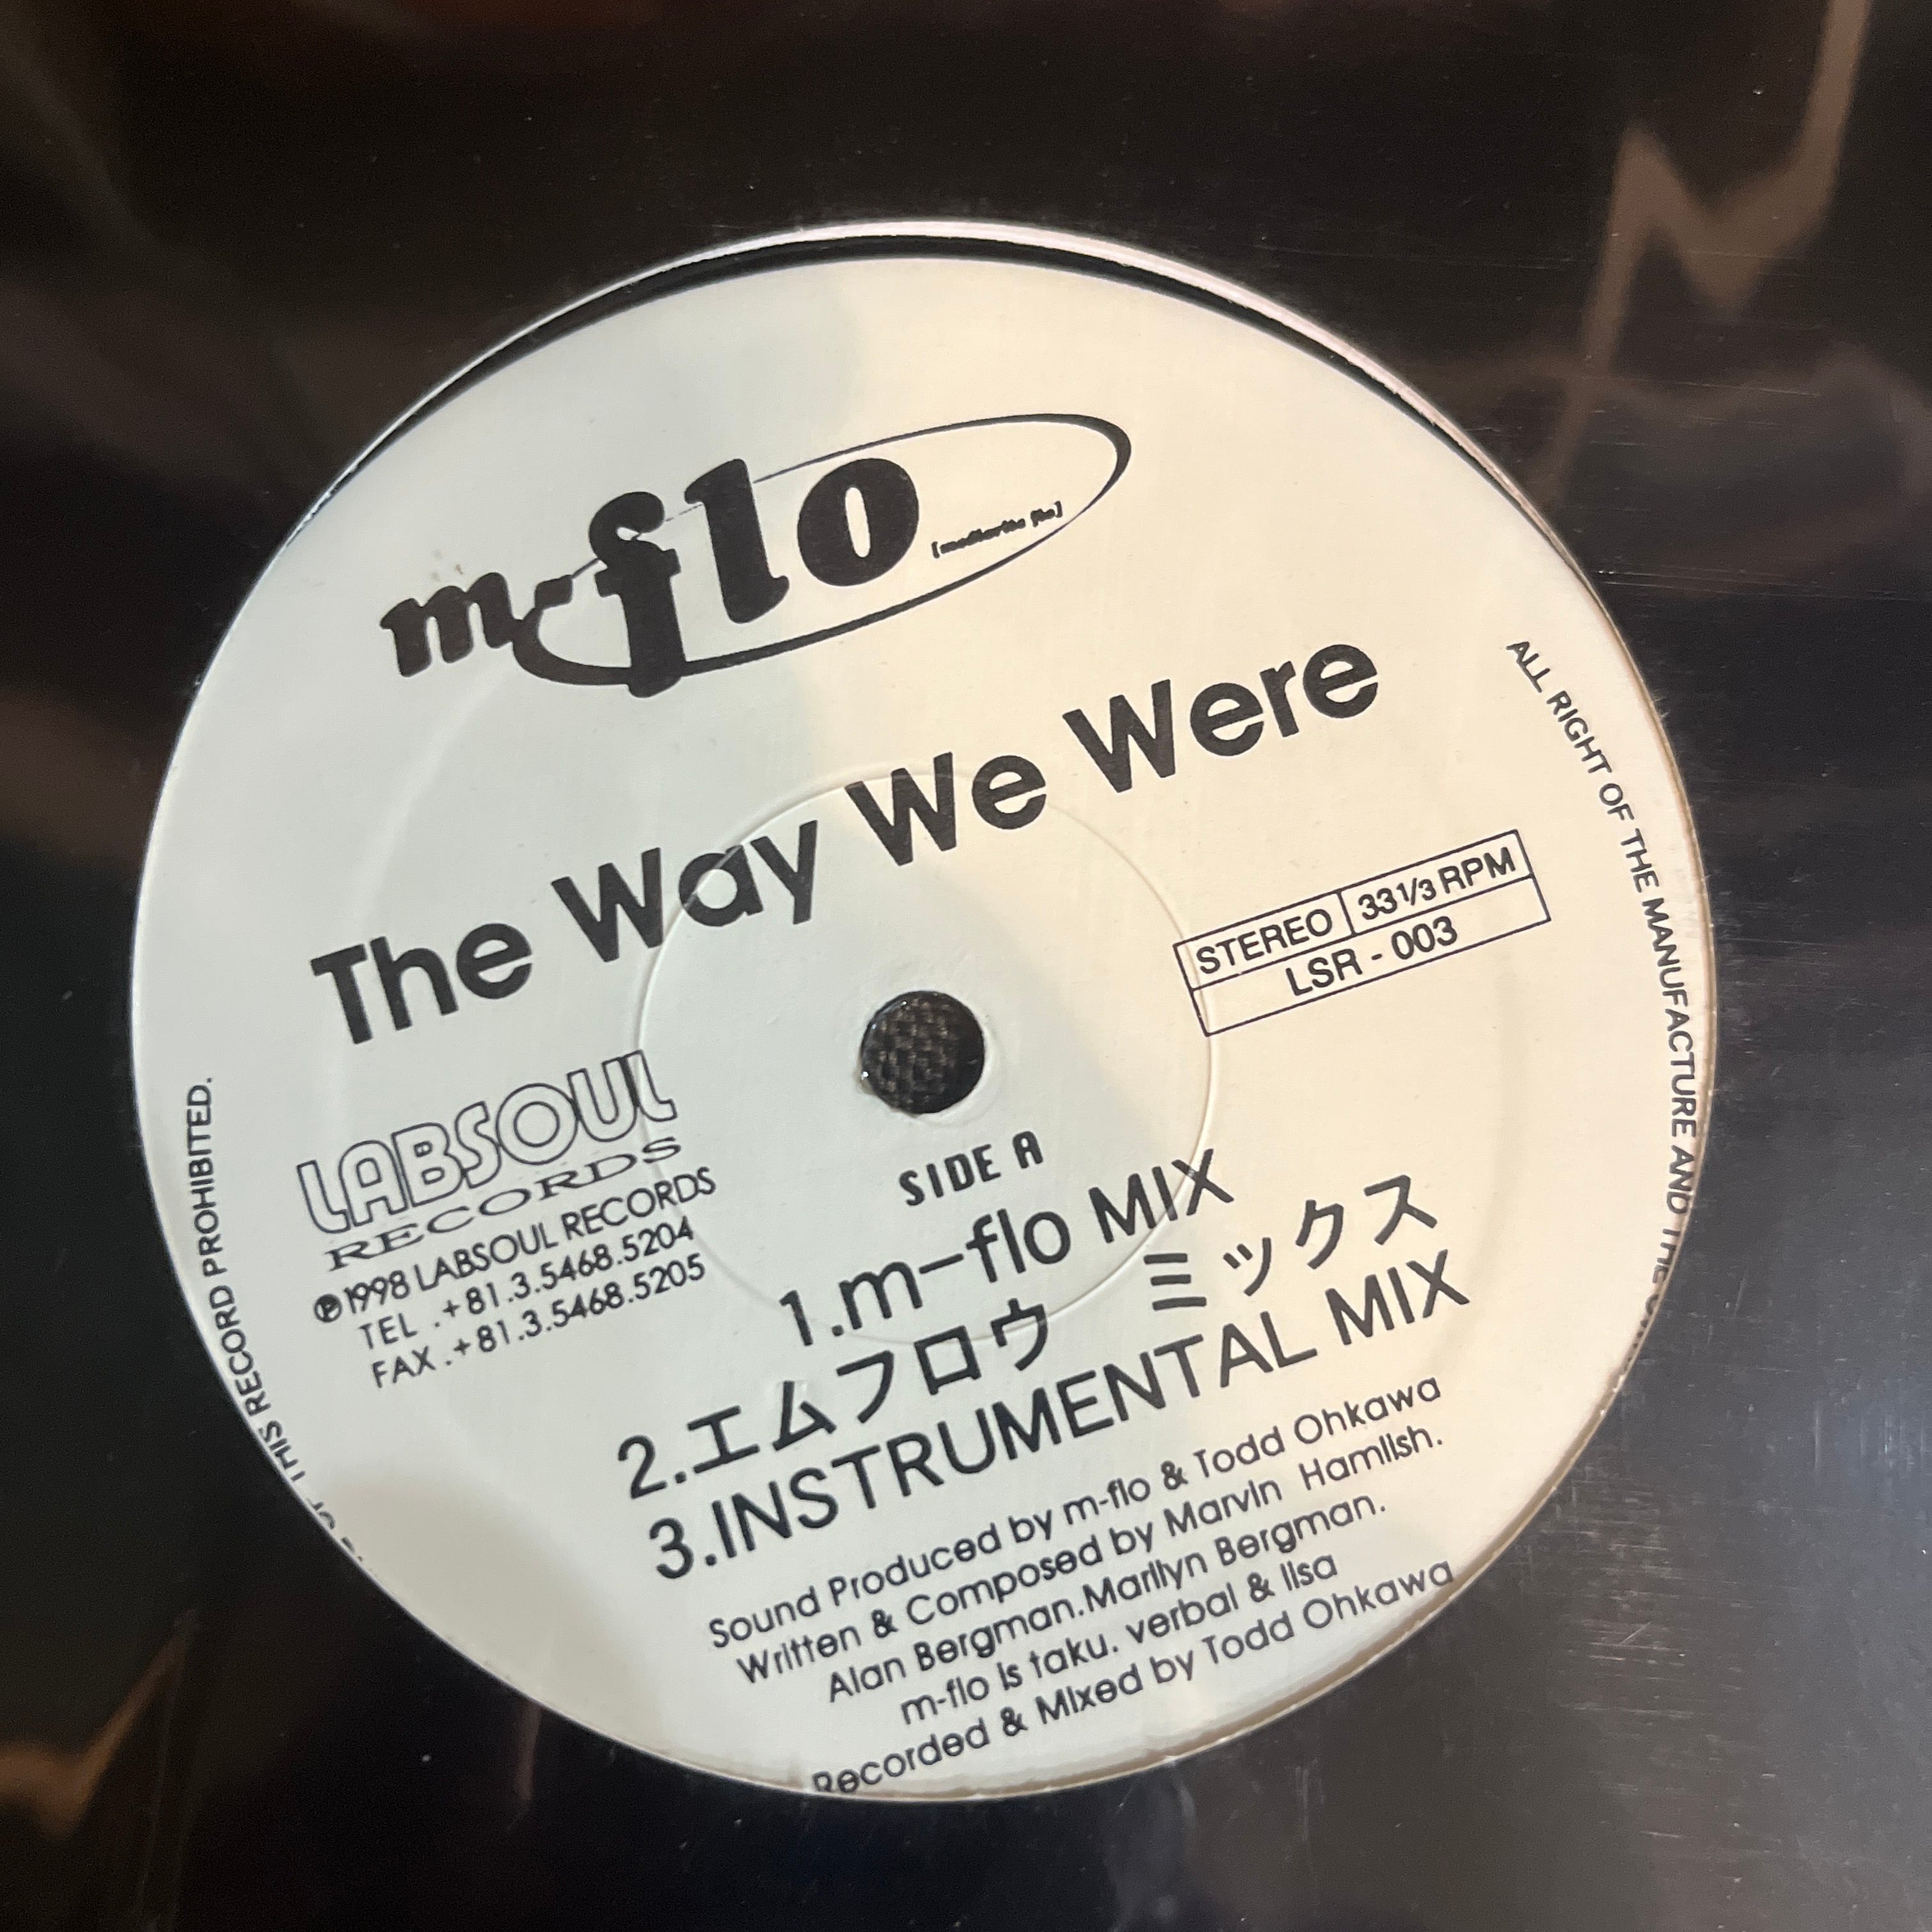 m-flo
The Way We Were
STEREO 33 1/3 RPM
LSR - 003
LABSOUL
RECORDS
Ⓟ1998 LABSOUL RECORDS
TEL .+81.3.5468.5204
FAX .+81.3.5468.5205
SIDE A
1.m-flo MIX
2.エムフロウ ミックス
3.INSTRUMENTAL MIX
Sound Produced by m-flo & Todd Ohkawa
Written & Composed by Marvin Hamlish.
Alan Bergman.Marilyn Bergman.
m-flo is taku. verbal & lisa
Recorded & Mixed by Todd Ohkawa
ALL RIGHT OF THE MANUFACTURE AND THE
THIS RECORD PROHIBITED.